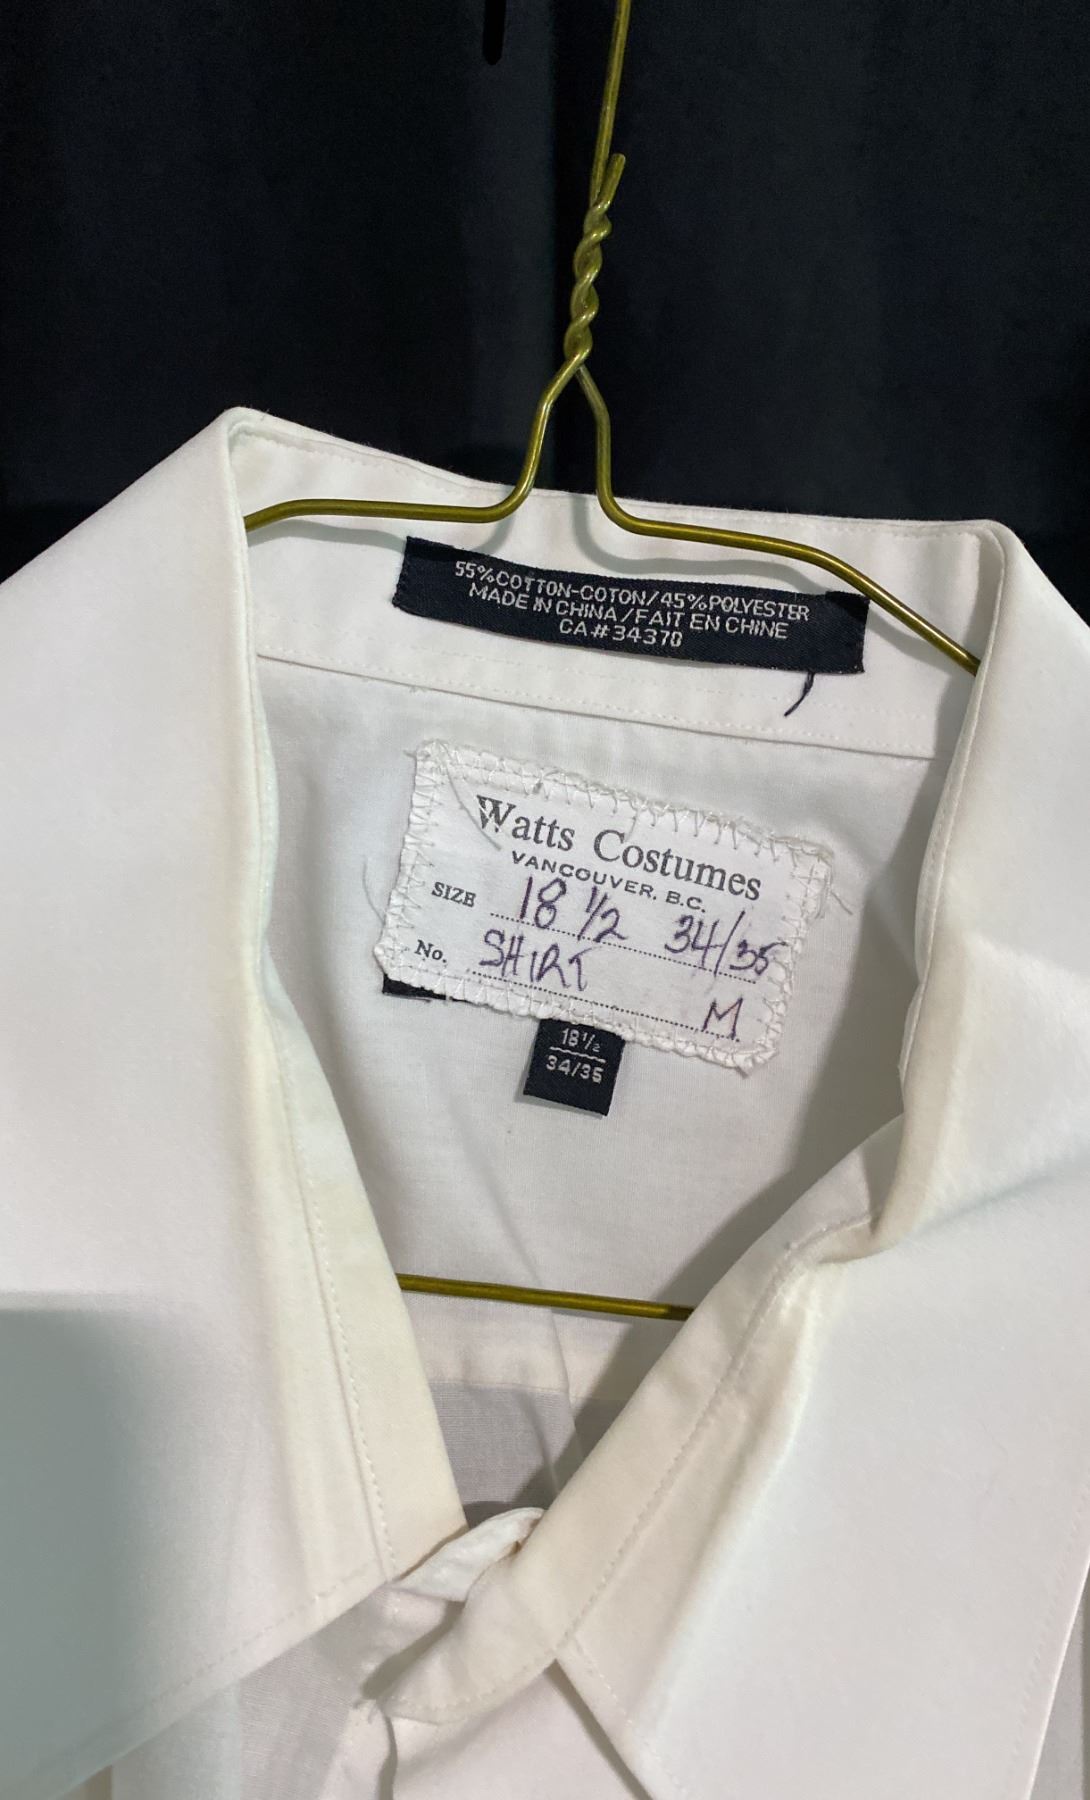 55%COTTON-COTON/45%POLYESTER
MADE IN CHINA/FAIT EN CHINE
CA#34370
Watts Costumes
VANCOUVER, B.C.
SIZE 18 1/2 34/35
No. SHIRT M
18 1/2
34/35